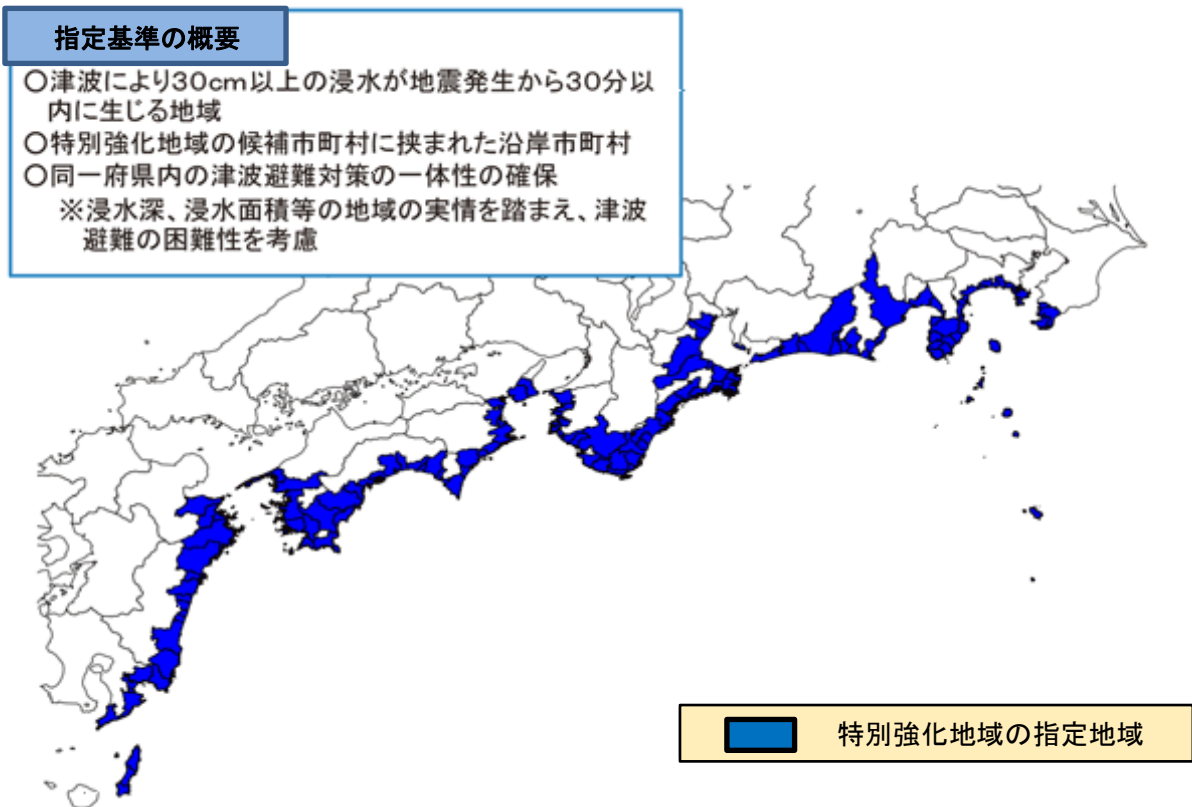 指定基準の概要
○津波により30cm以上の浸水が地震発生から30分以
内に生じる地域
○特別強化地域の候補市町村に挟まれた沿岸市町村
○同一府県内の津波避難対策の一体性の確保
※浸水深、浸水面積等の地域の実情を踏まえ、津波
避難の困難性を考慮
特別強化地域の指定地域